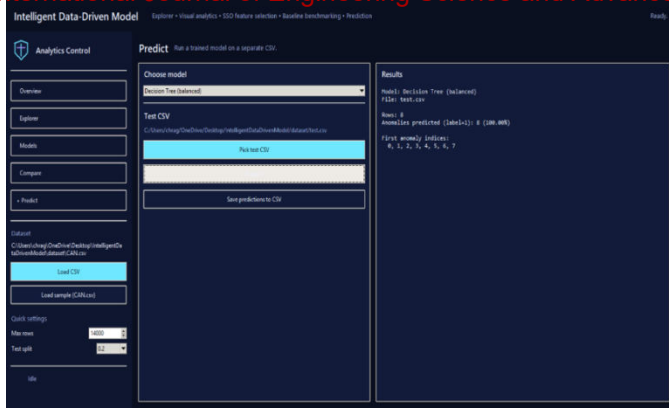 International Journal of Engineering Science and Advance
Intelligent Data-Driven Model
Explorer • Visual analytics • SSO feature selection • Baseline benchmarking • Prediction
Ready
Analytics Control
Overview
Explorer
Models
Compare
• Predict
Dataset
C:\Users\chrag\OneDrive\Desktop\IntelligentDa
taDrivenModel\dataset\CAN.csv
Load CSV
Load sample (CAN.csv)
Quick settings
Max rows
14000
Test split
0.2
Idle
Predict
Run a trained model on a separate CSV.
Choose model
Decision Tree (balanced)
Test CSV
C:/Users/chrag/OneDrive/Desktop/IntelligentDataDrivenModel/dataset/test.csv
Pick test CSV
Save predictions to CSV
Results
Model: Decision Tree (balanced)
File: test.csv
Rows: 8
Anomalies predicted (label=1): 8 (100.00%)
First anomaly indices:
0, 1, 2, 3, 4, 5, 6, 7